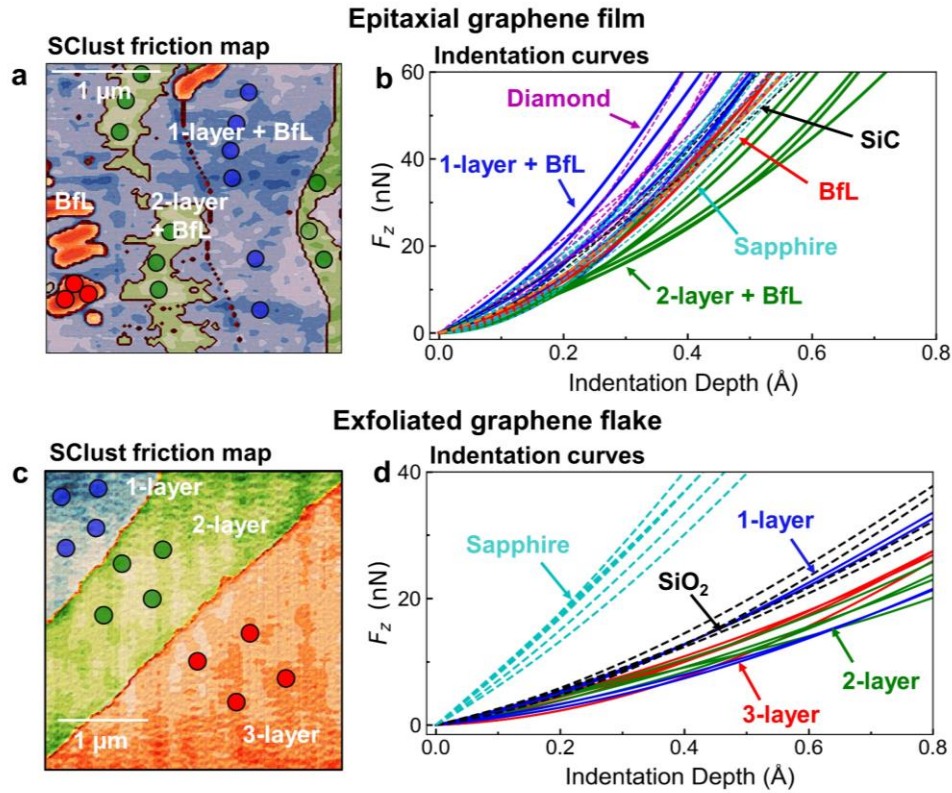 Epitaxial graphene film
SClust friction map
Indentation curves
a
1 µm
1-layer + BfL
BfL
2-layer
+ BfL
b
60
40
20
0
F_z (nN)
Diamond
1-layer + BfL
SiC
BfL
Sapphire
2-layer + BfL
0.0 0.2 0.4 0.6 0.8
Indentation Depth (Å)
Exfoliated graphene flake
SClust friction map
Indentation curves
c
1-layer
2-layer
1 µm
3-layer
d
40
20
0
F_z (nN)
Sapphire
SiO₂
1-layer
2-layer
3-layer
0.0 0.2 0.4 0.6 0.8
Indentation Depth (Å)